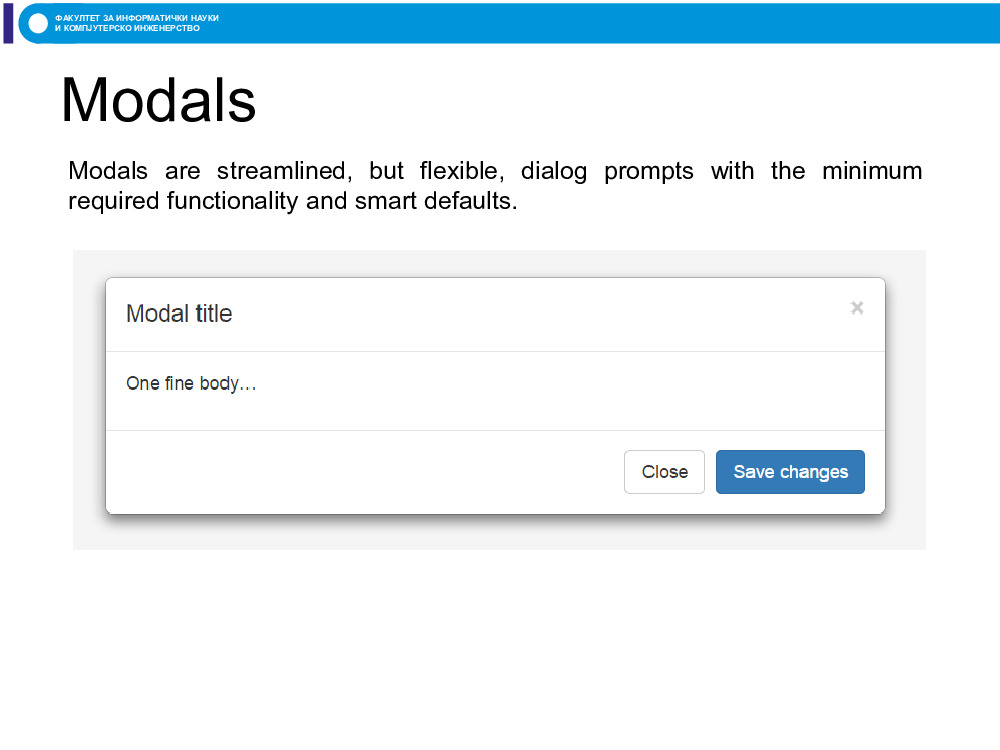 ФАКУЛТЕТ ЗА ИНФОРМАТИЧКИ НАУКИ
И КОМПЈУТЕРСКО ИНЖЕНЕРСТВО
Modals
Modals are streamlined, but flexible, dialog prompts with the minimum
required functionality and smart defaults.
Modal title ×
One fine body…
Close Save changes